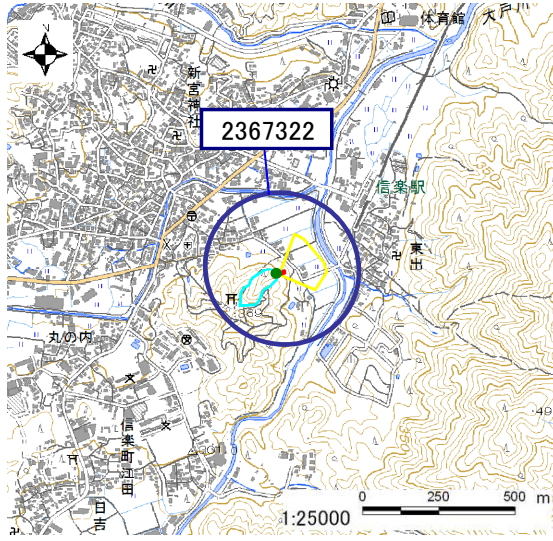 体育館
大戸川
新宮神社
2367322
信楽駅
東出
369
丸の内
信楽町江田
日吉
0 250 500 m
1:25000